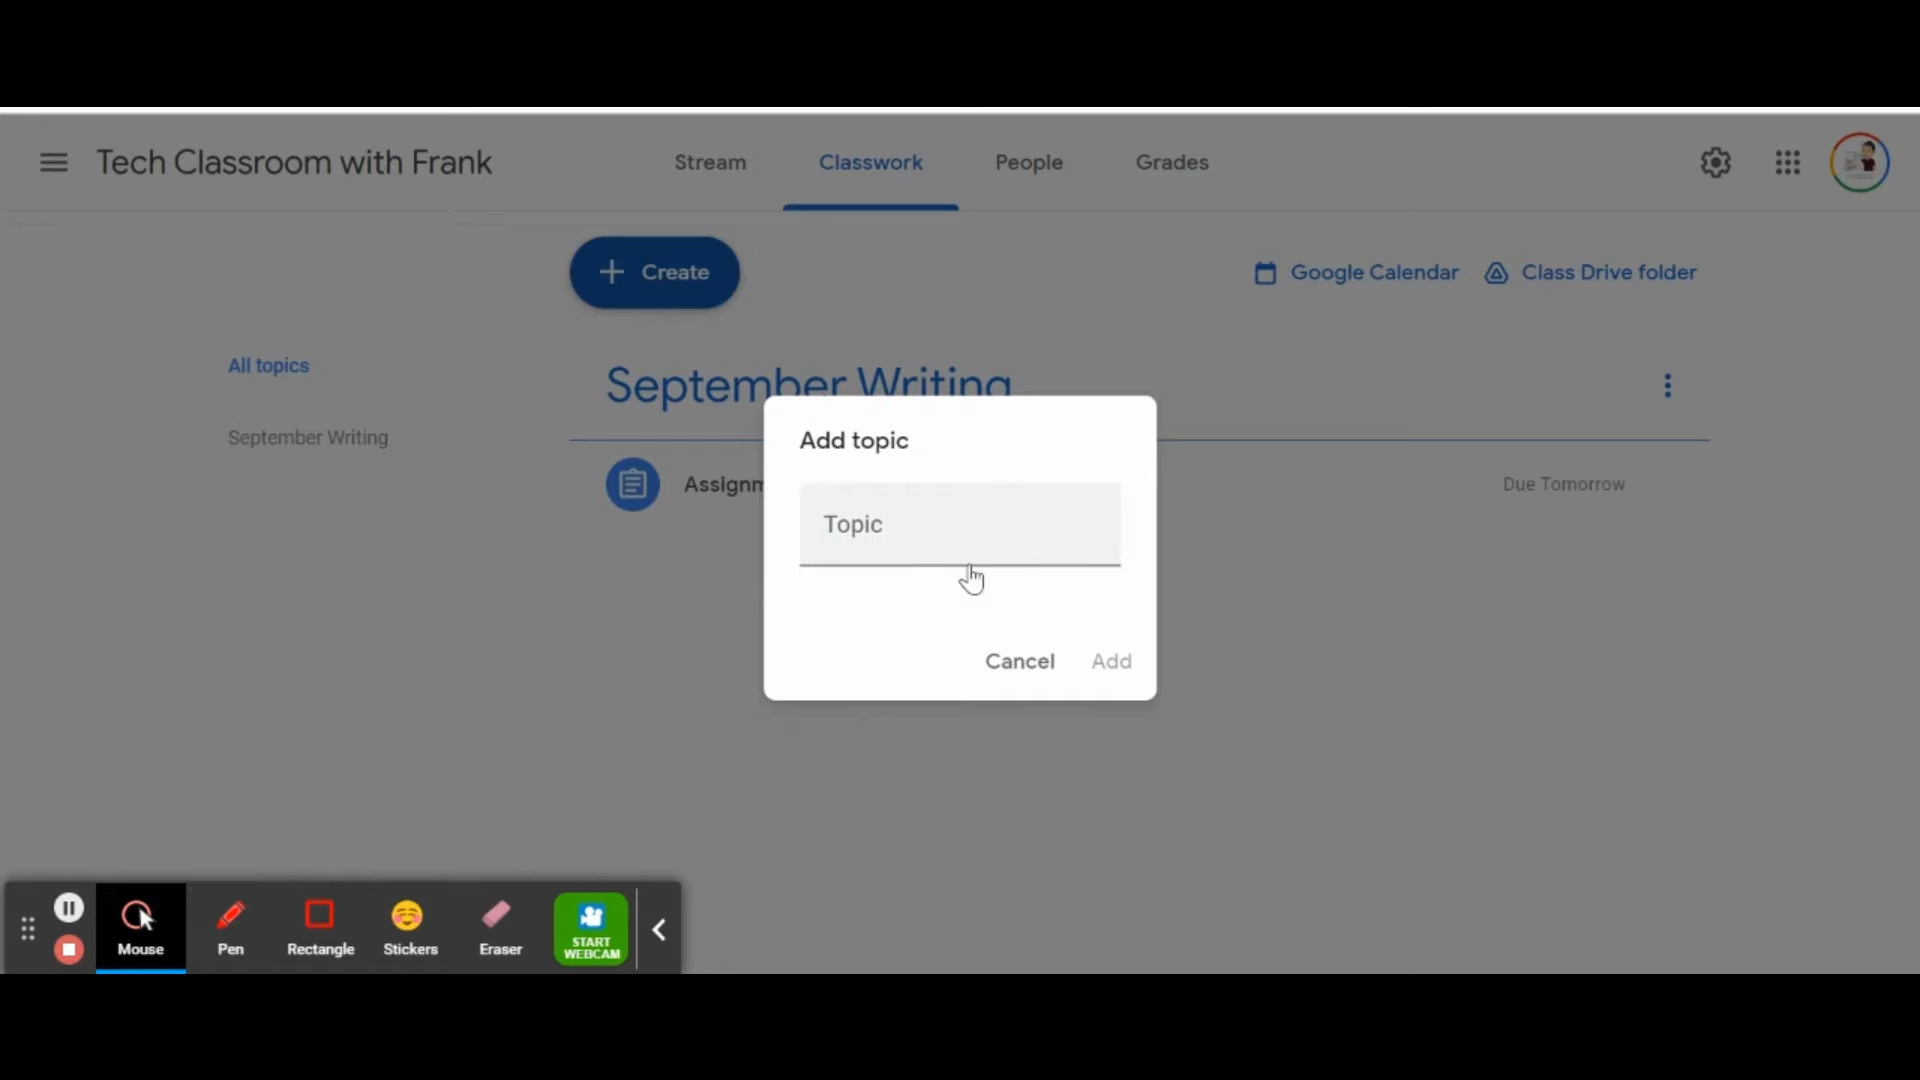 Tech Classroom with Frank
Stream
Classwork
People
Grades
Create
Google Calendar
Class Drive folder
All topics
September Writing
September Writing
Due Tomorrow
Add topic
Topic
Cancel
Add
Mouse
Pen
Rectangle
Stickers
Eraser
START
WEBCAM